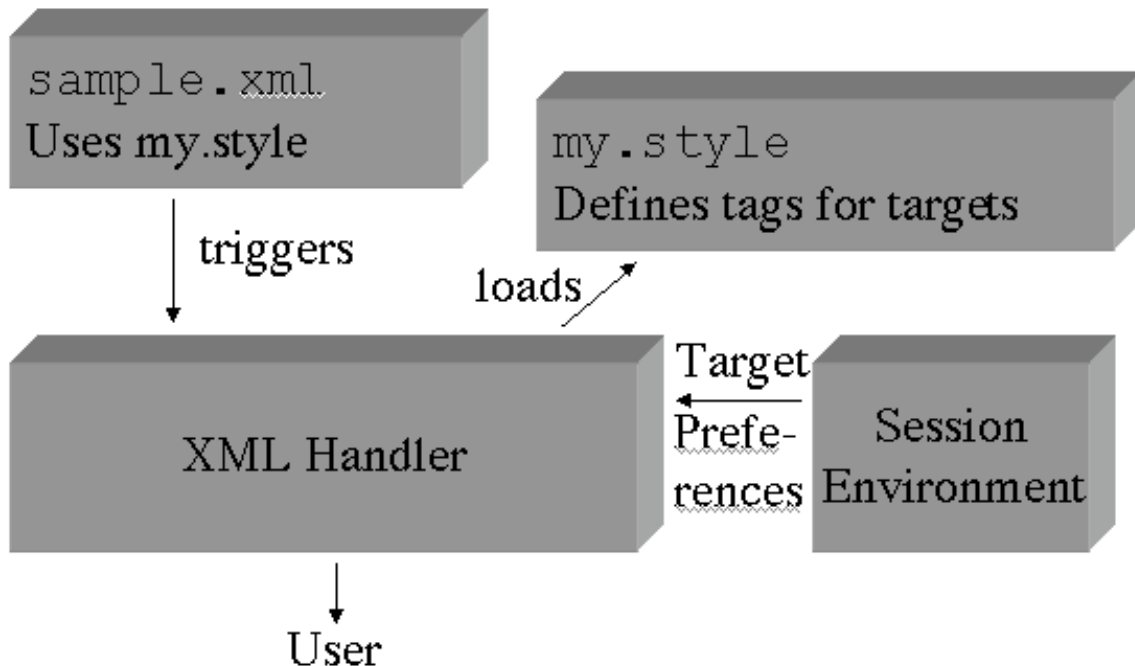 sample.xml
Uses my.style
my.style
Defines tags for targets
triggers
loads
XML Handler
Target
Prefe-
rences
Session
Environment
User